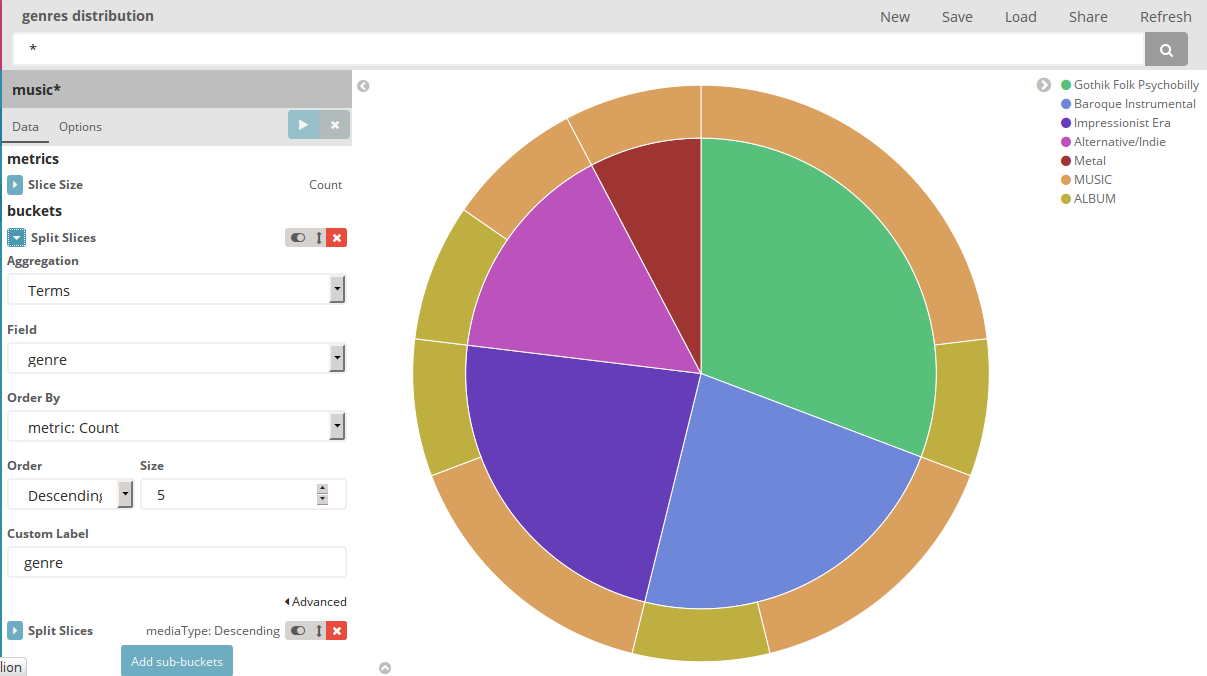 genres distribution
New Save Load Share Refresh
*
music*
Data Options
metrics
Slice Size Count
buckets
Split Slices
Aggregation
Terms
Field
genre
Order By
metric: Count
Order Size
Descending 5
Custom Label
genre
Advanced
Split Slices mediaType: Descending
Add sub-buckets
lion
Gothik Folk Psychobilly
Baroque Instrumental
Impressionist Era
Alternative/Indie
Metal
MUSIC
ALBUM